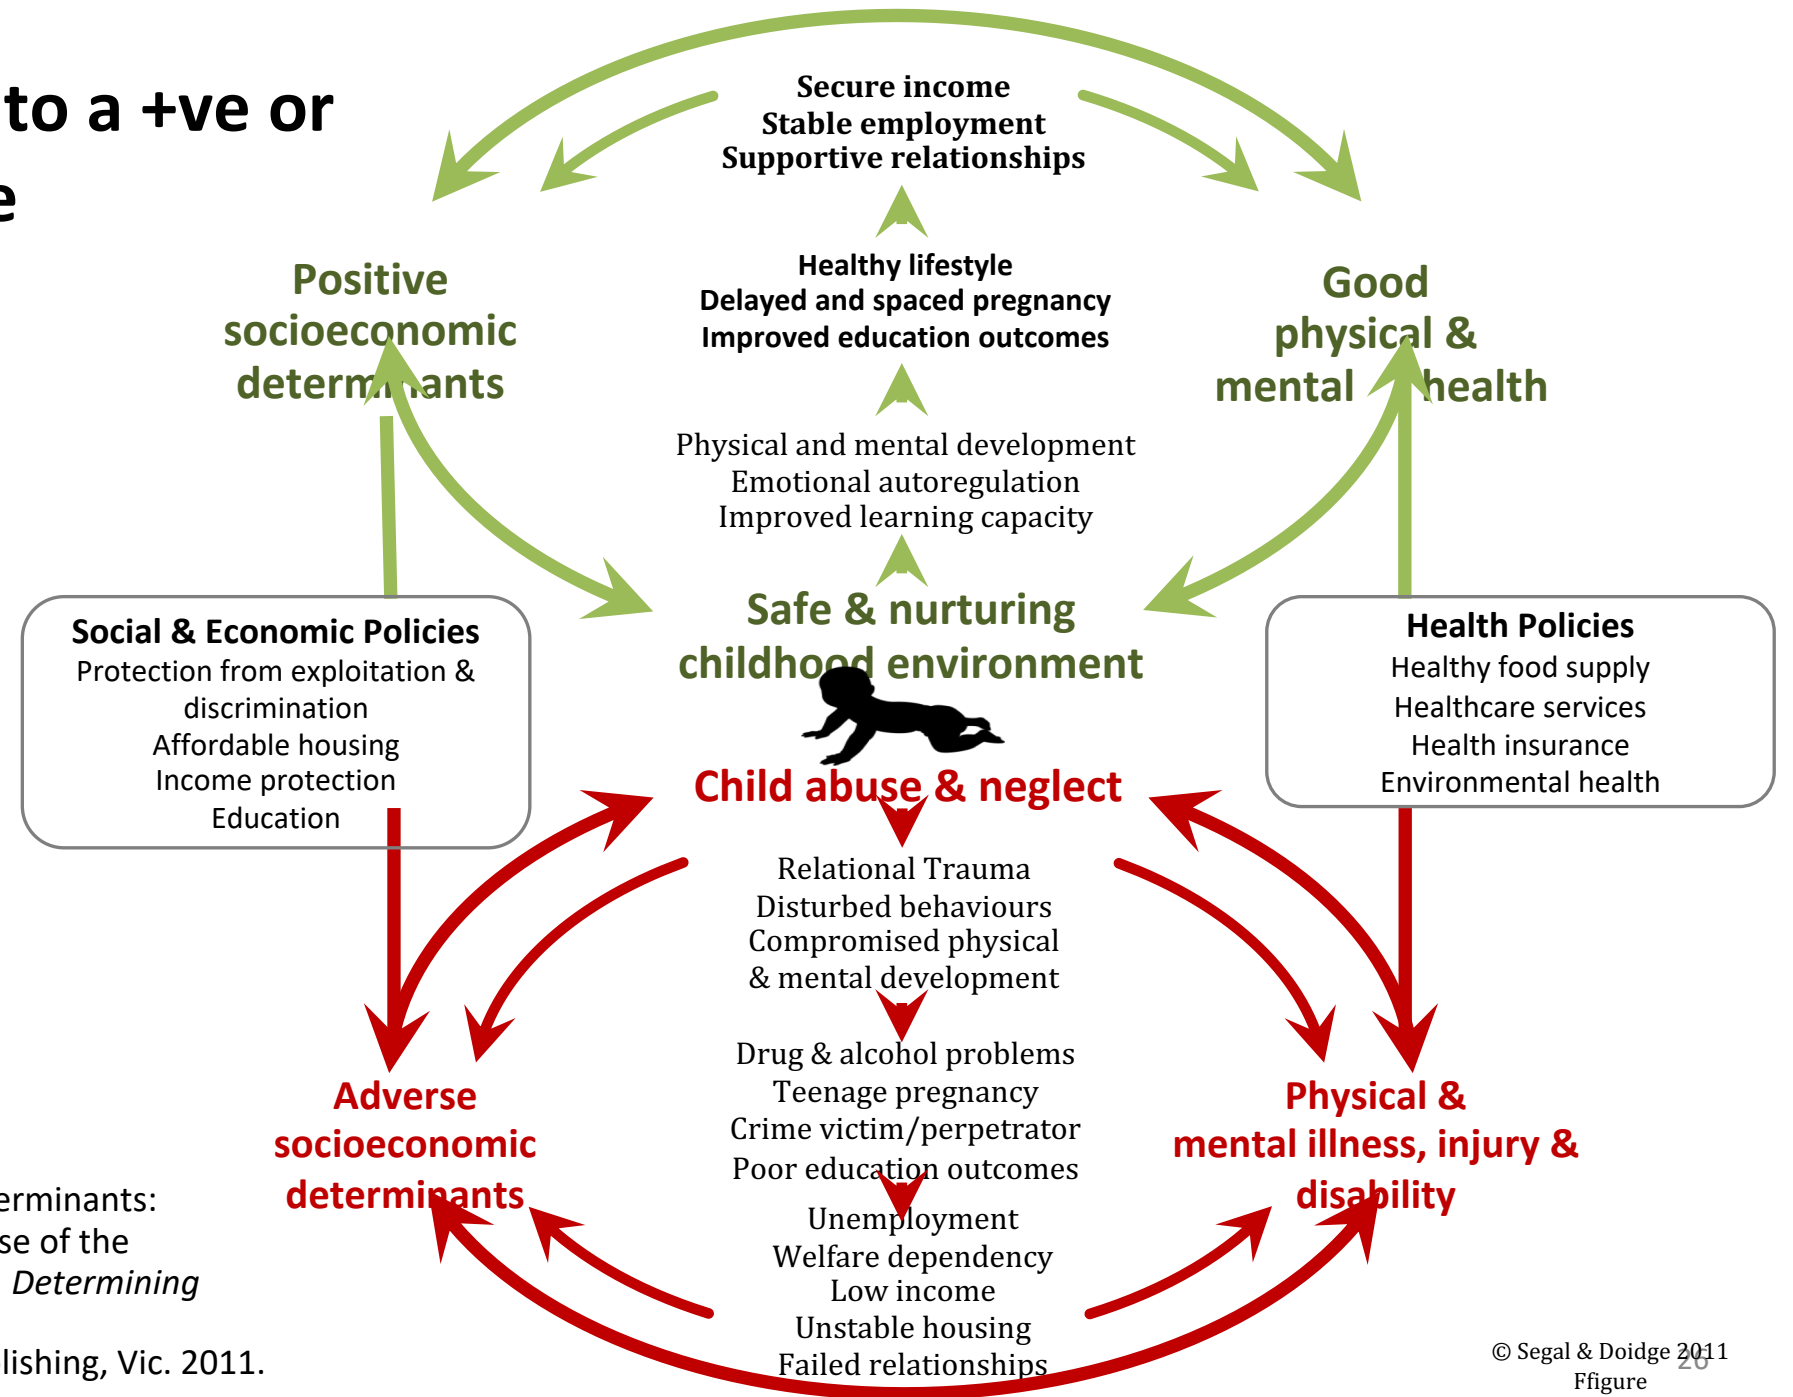 to a +ve or
e
Secure income
Stable employment
Supportive relationships
Healthy lifestyle
Delayed and spaced pregnancy
Improved education outcomes
Positive
socioeconomic
determinants
Good
physical &
mental health
Physical and mental development
Emotional autoregulation
Improved learning capacity
Safe & nurturing
childhood environment
Social & Economic Policies
Protection from exploitation &
discrimination
Affordable housing
Income protection
Education
Health Policies
Healthy food supply
Healthcare services
Health insurance
Environmental health
Child abuse & neglect
Relational Trauma
Disturbed behaviours
Compromised physical
& mental development
Drug & alcohol problems
Teenage pregnancy
Crime victim/perpetrator
Poor education outcomes
Adverse
socioeconomic
determinants
Physical &
mental illness, injury &
disability
Unemployment
Welfare dependency
Low income
Unstable housing
Failed relationships
erminants:
se of the
Determining
lishing, Vic. 2011.
© Segal & Doidge 2011
26
Ffigure